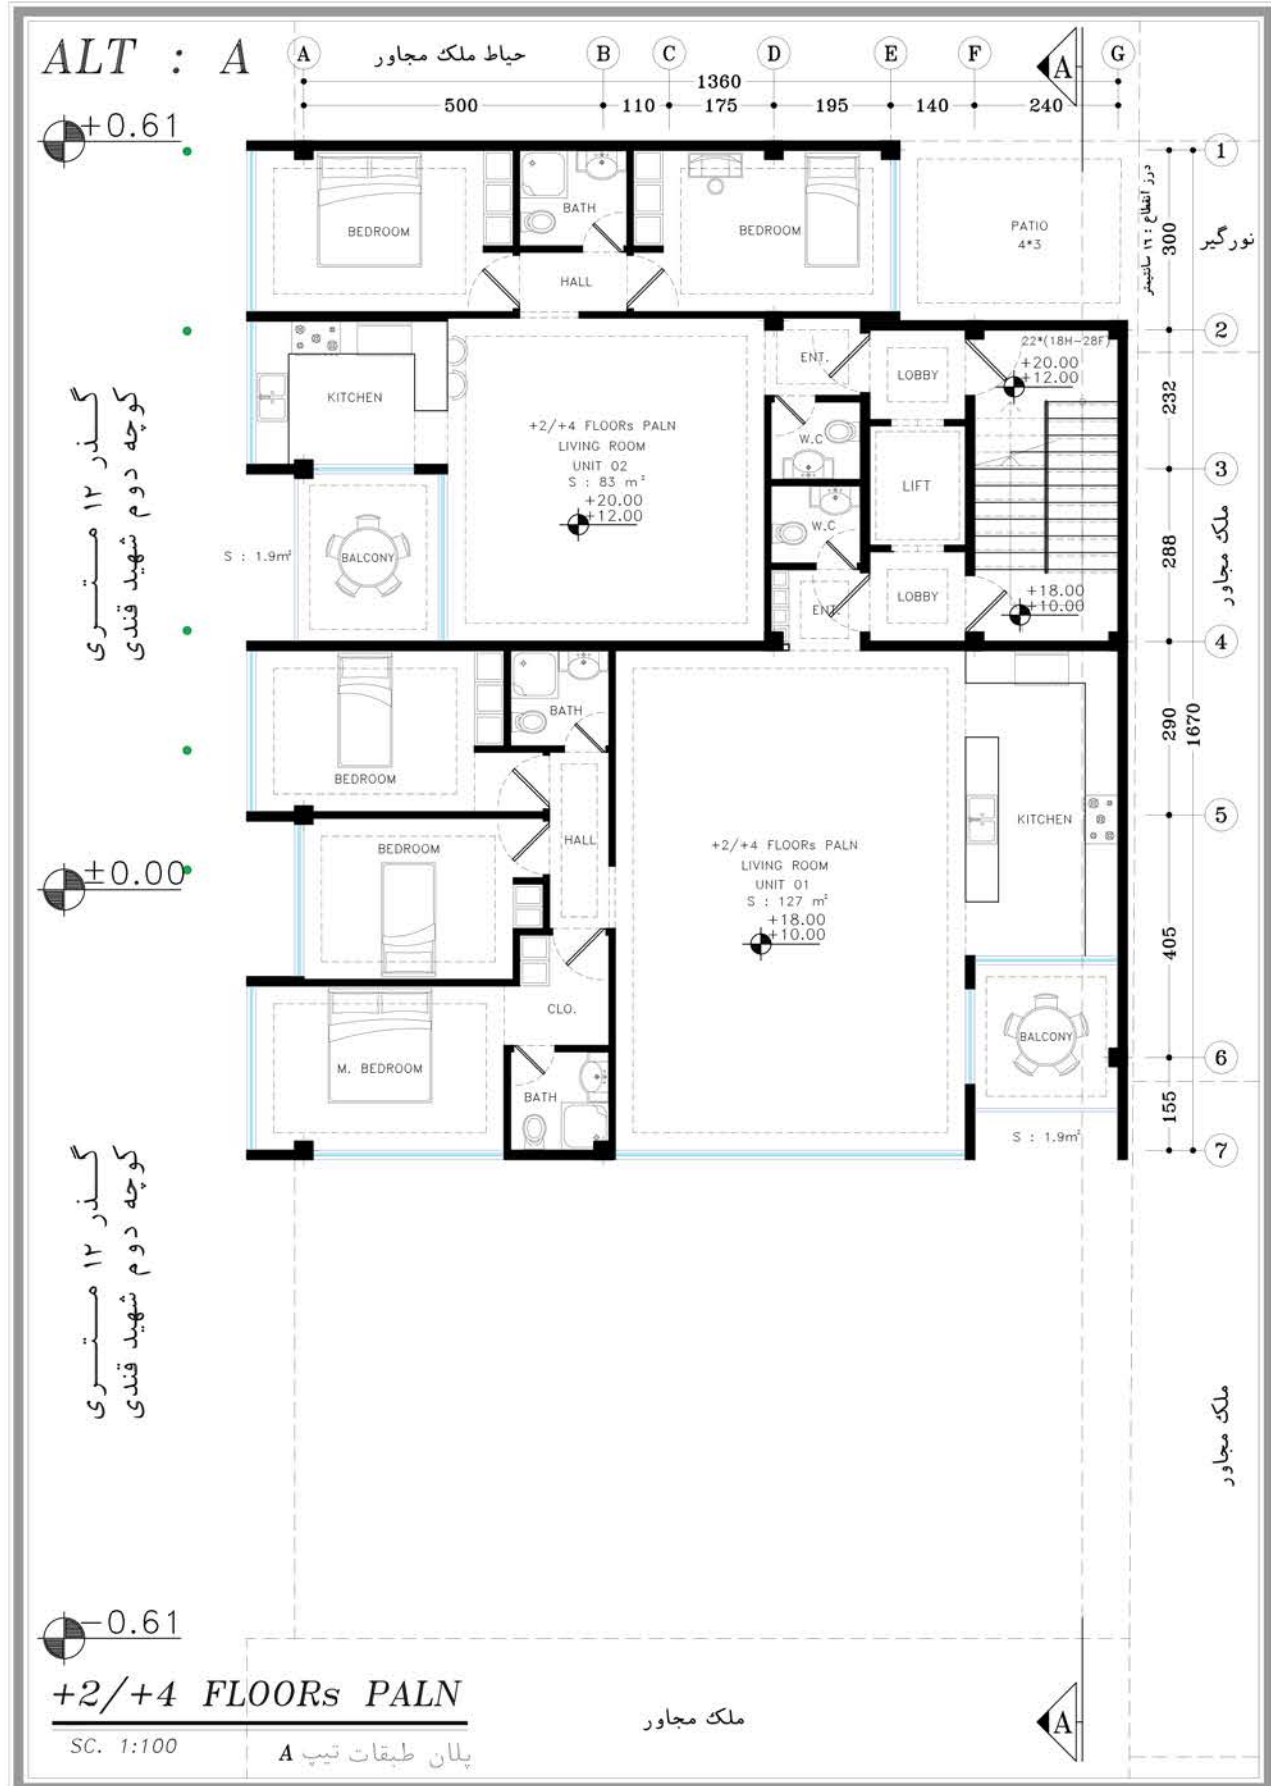 ALT : A
A
حیاط ملک مجاور
B
C
D
E
F
A
G
1360
500
110
175
195
140
240
+0.61
1
BEDROOM
BATH
BEDROOM
PATIO
4*3
درز انقطاع : ١٦ سانتیمتر
300
نورگیر
HALL
2
22*(18H-28F)
+20.00
+12.00
ENT.
LOBBY
KITCHEN
232
+2/+4 FLOORs PALN
LIVING ROOM
UNIT 02
S : 83 m²
+20.00
+12.00
W.C
3
LIFT
W.C
گذر ١٢ متری
کوچه دوم شهید قندی
S : 1.9m²
BALCONY
288
ملک مجاور
ENT.
LOBBY
+18.00
+10.00
4
BATH
290
1670
BEDROOM
5
KITCHEN
HALL
BEDROOM
+2/+4 FLOORs PALN
LIVING ROOM
UNIT 01
S : 127 m²
+18.00
+10.00
±0.00
405
CLO.
BALCONY
6
M. BEDROOM
BATH
155
S : 1.9m²
7
گذر ١٢ متری
کوچه دوم شهید قندی
ملک مجاور
-0.61
+2/+4 FLOORs PALN
ملک مجاور
A
SC. 1:100
پلان طبقات تیپ A